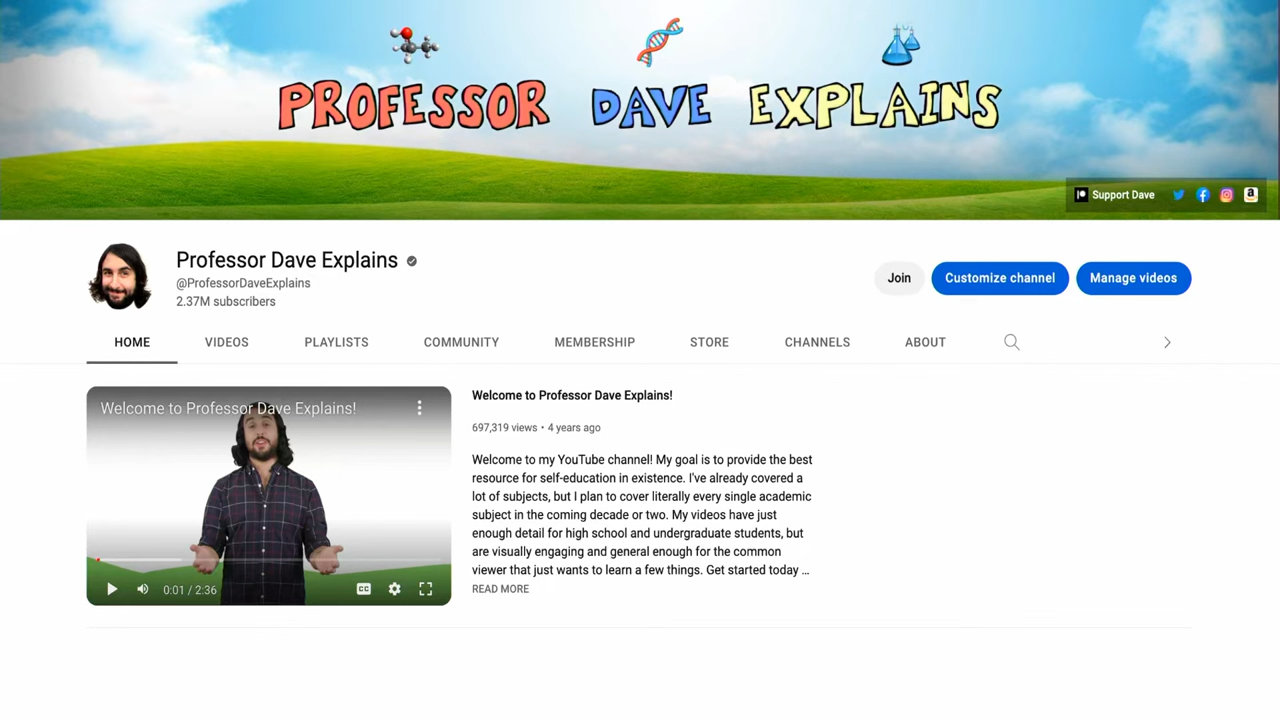 PROFESSOR DAVE EXPLAINS
Support Dave
Professor Dave Explains
@ProfessorDaveExplains
2.37M subscribers
Join
Customize channel
Manage videos
HOME
VIDEOS
PLAYLISTS
COMMUNITY
MEMBERSHIP
STORE
CHANNELS
ABOUT
Welcome to Professor Dave Explains!
0:01 / 2:36
CC
Welcome to Professor Dave Explains!
697,319 views • 4 years ago
Welcome to my YouTube channel! My goal is to provide the best
resource for self-education in existence. I've already covered a
lot of subjects, but I plan to cover literally every single academic
subject in the coming decade or two. My videos have just
enough detail for high school and undergraduate students, but
are visually engaging and general enough for the common
viewer that just wants to learn a few things. Get started today ...
READ MORE